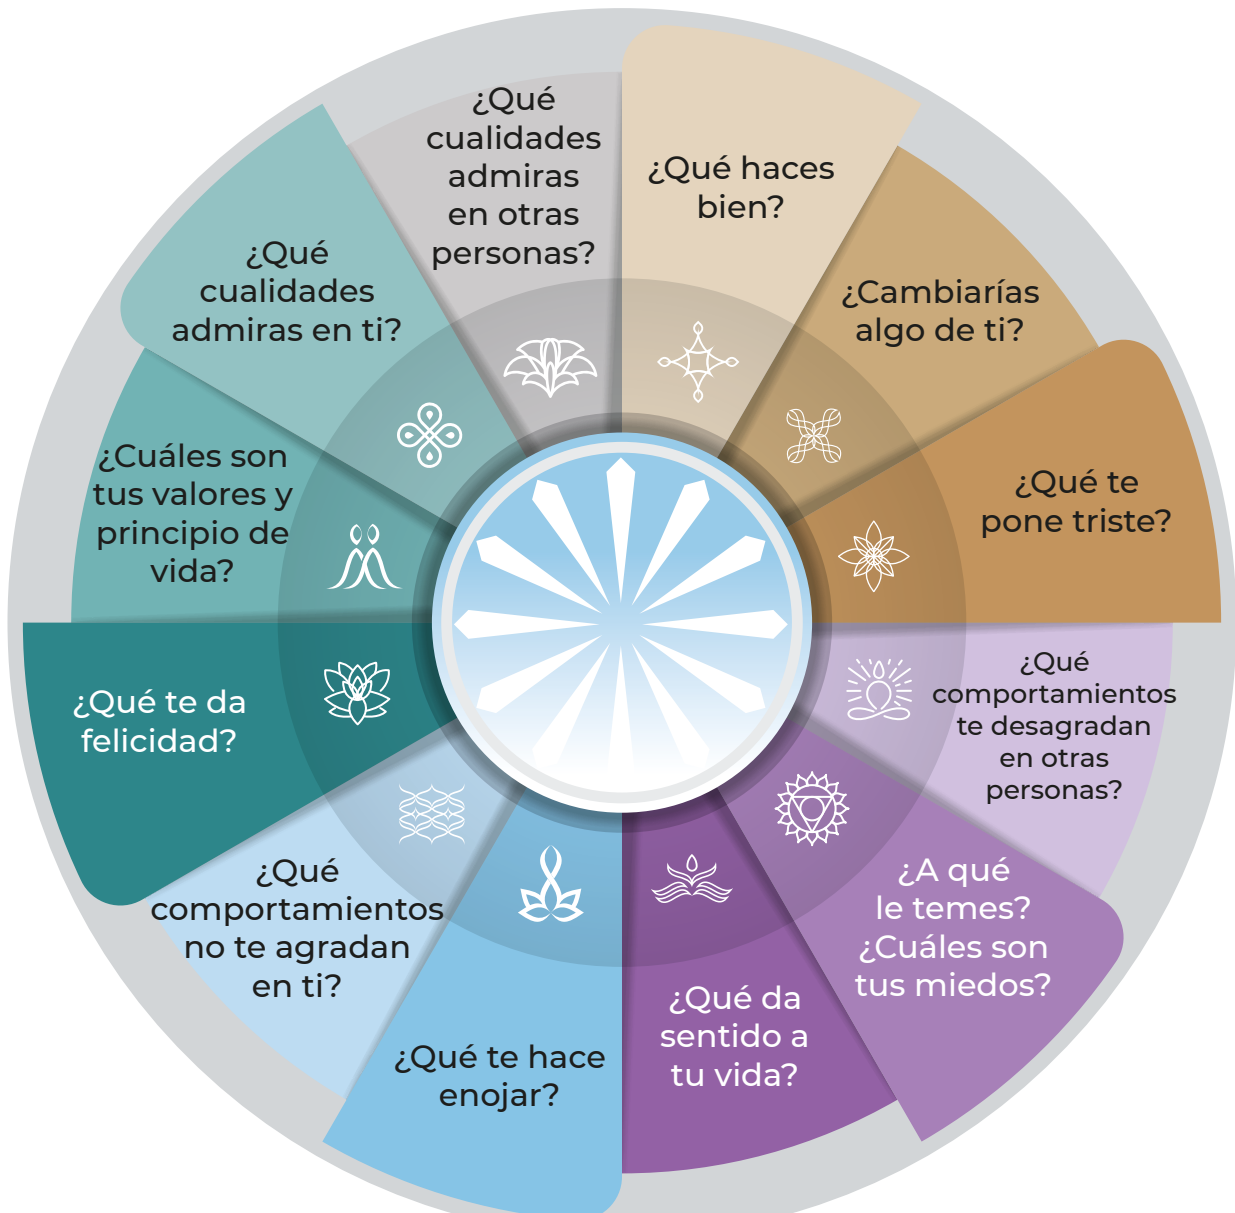 ¿Qué
cualidades
admiras
en otras
personas?
¿Qué haces
bien?
¿Cambiarías
algo de ti?
¿Qué te
pone triste?
¿Qué
comportamientos
te desagradan
en otras
personas?
¿A qué
le temes?
¿Cuáles son
tus miedos?
¿Qué da
sentido a
tu vida?
¿Qué te hace
enojar?
¿Qué
comportamientos
no te agradan
en ti?
¿Qué te da
felicidad?
¿Cuáles son
tus valores y
principio de
vida?
¿Qué
cualidades
admiras en ti?